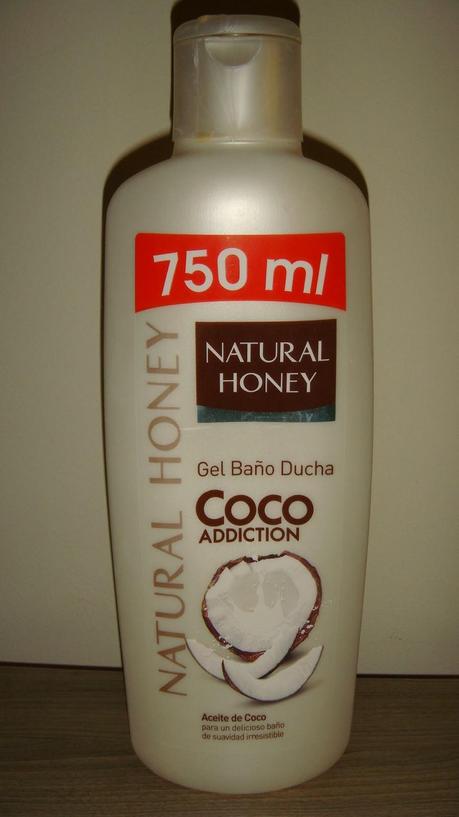 750 ml
NATURAL HONEY
NATURAL
HONEY
Gel Baño Ducha
COCO
ADDICTION
Aceite de Coco
para un delicioso baño
de suavidad irresistible